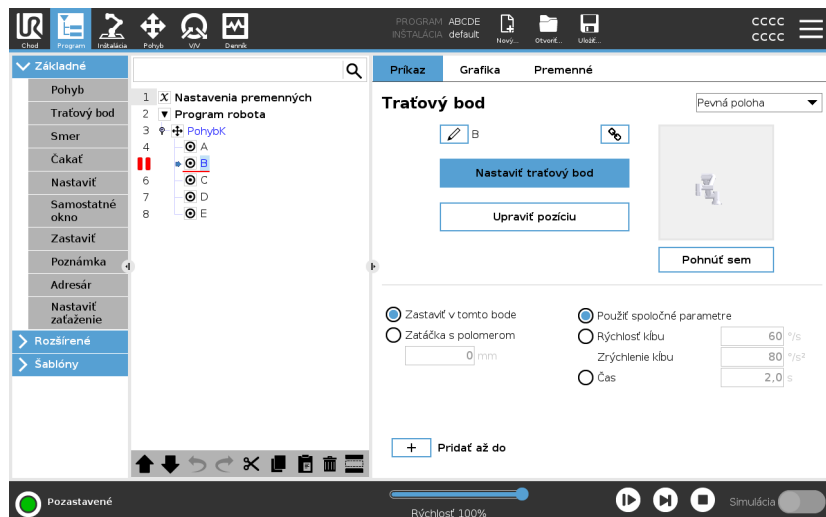 UR
PROGRAM ABCDE
INŠTALÁCIA default
CCCC
CCCC
Chod
Program
Inštalácia
Pohyb
V/V
Denník
Nový...
Otvoriť...
Uložiť...
Základné
Pohyb
Traťový bod
Smer
Čakať
Nastaviť
Samostatné
okno
Zastaviť
Poznámka
Adresár
Nastaviť
zaťaženie
Rozšírené
Šablóny
1 X Nastavenia premenných
2 Program robota
3 PohybK
4 A
B
6 C
7 D
8 E
Príkaz
Grafika
Premenné
Traťový bod
Pevná poloha
B
Nastaviť traťový bod
Upraviť pozíciu
Pohnúť sem
Zastaviť v tomto bode
Zatáčka s polomerom
0 mm
Použiť spoločné parametre
Rýchlosť kĺbu 60 °/s
Zrýchlenie kĺbu 80 °/s²
Čas 2,0 s
+ Pridať až do
Pozastavené
Rýchlosť 100%
Simulácia